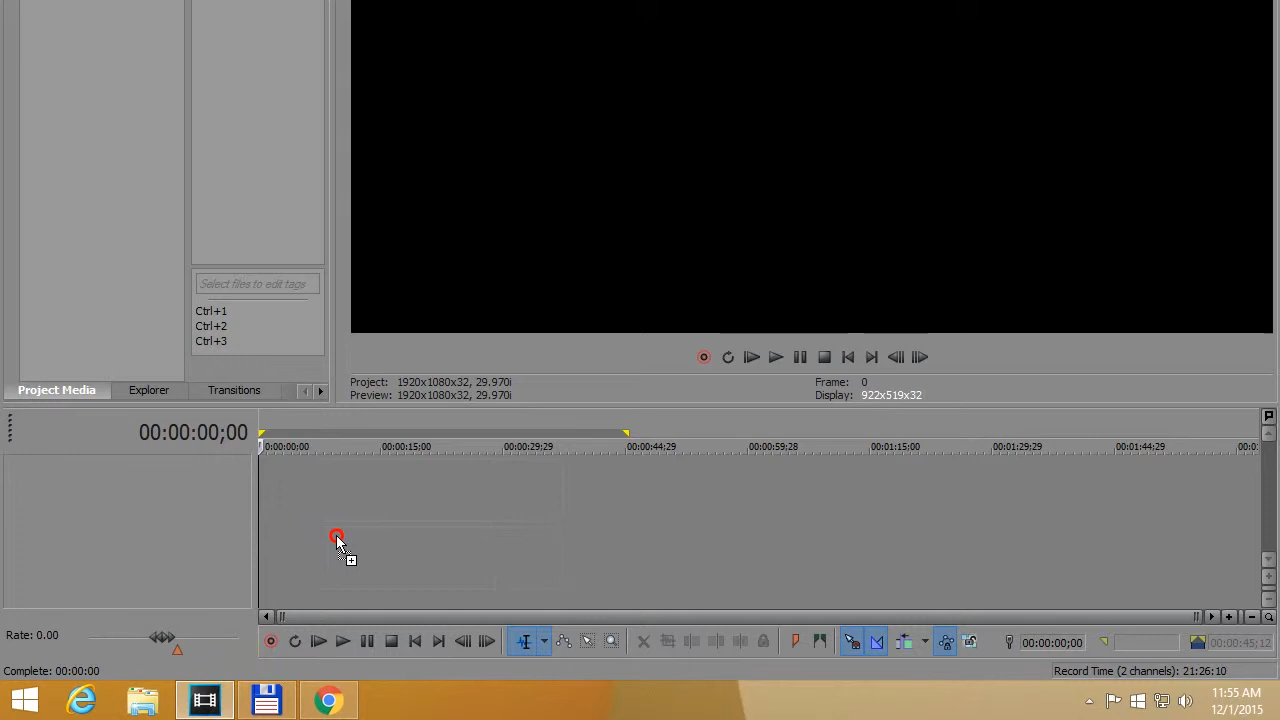 Select files to edit tags
Ctrl+1
Ctrl+2
Ctrl+3
Project Media Explorer Transitions
Project: 1920x1080x32, 29.970i Frame: 0
Preview: 1920x1080x32, 29.970i Display: 922x519x32
00:00:00;00
0:00:00;00 00:00:15;00 00:00:29;29 00:00:44;29 00:00:59;28 00:01:15;00 00:01:29;29 00:01:44;29
Rate: 0.00
00:00:00;00 00:00:45;12
Complete: 00:00:00 Record Time (2 channels): 21:26:10
11:55 AM
12/1/2015